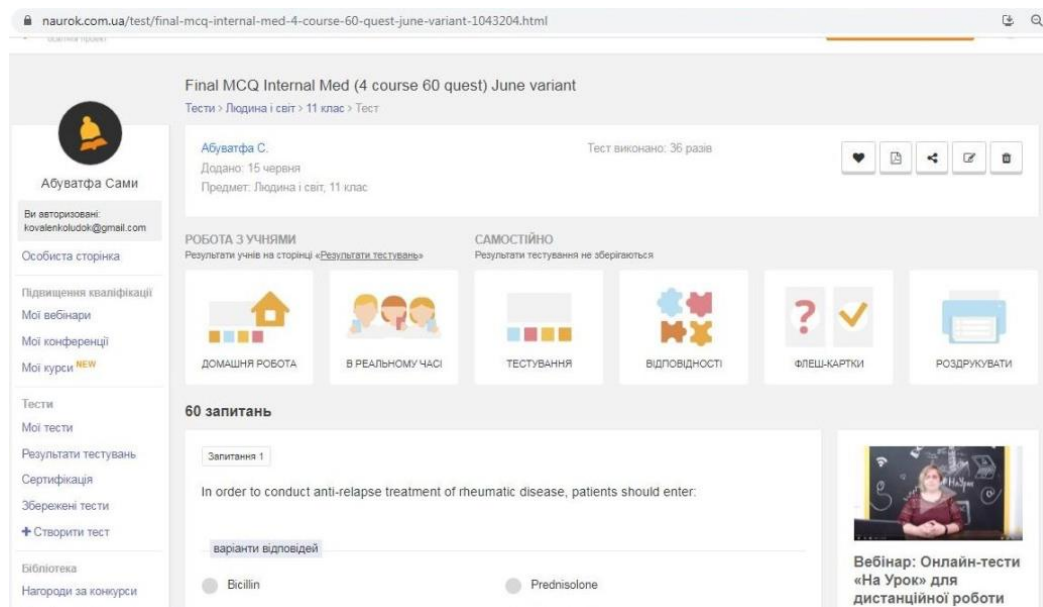 naurok.com.ua/test/final-mcq-internal-med-4-course-60-quest-june-variant-1043204.html
Final MCQ Internal Med (4 course 60 quest) June variant
Тести › Людина і світ › 11 клас › Тест
Абуватфа Сами
Ви авторизовані:
kovalenkoludok@gmail.com
Особиста сторінка
Підвищення кваліфікації
Мої вебінари
Мої конференції
Мої курси NEW
Тести
Мої тести
Результати тестувань
Сертифікація
Збережені тести
+ Створити тест
Бібліотека
Нагороди за конкурси
Абуватфа С.
Тест виконано: 36 разів
Додано: 15 червня
Предмет: Людина і світ, 11 клас
РОБОТА З УЧНЯМИ
Результати учнів на сторінці «Результати тестувань»
САМОСТІЙНО
Результати тестування не зберігаються
ДОМАШНЯ РОБОТА
В РЕАЛЬНОМУ ЧАСІ
ТЕСТУВАННЯ
ВІДПОВІДНОСТІ
ФЛЕШ-КАРТКИ
РОЗДРУКУВАТИ
60 запитань
Запитання 1
In order to conduct anti-relapse treatment of rheumatic disease, patients should enter:
варіанти відповідей
Bicillin
Prednisolone
Вебінар: Онлайн-тести
«На Урок» для
дистанційної роботи